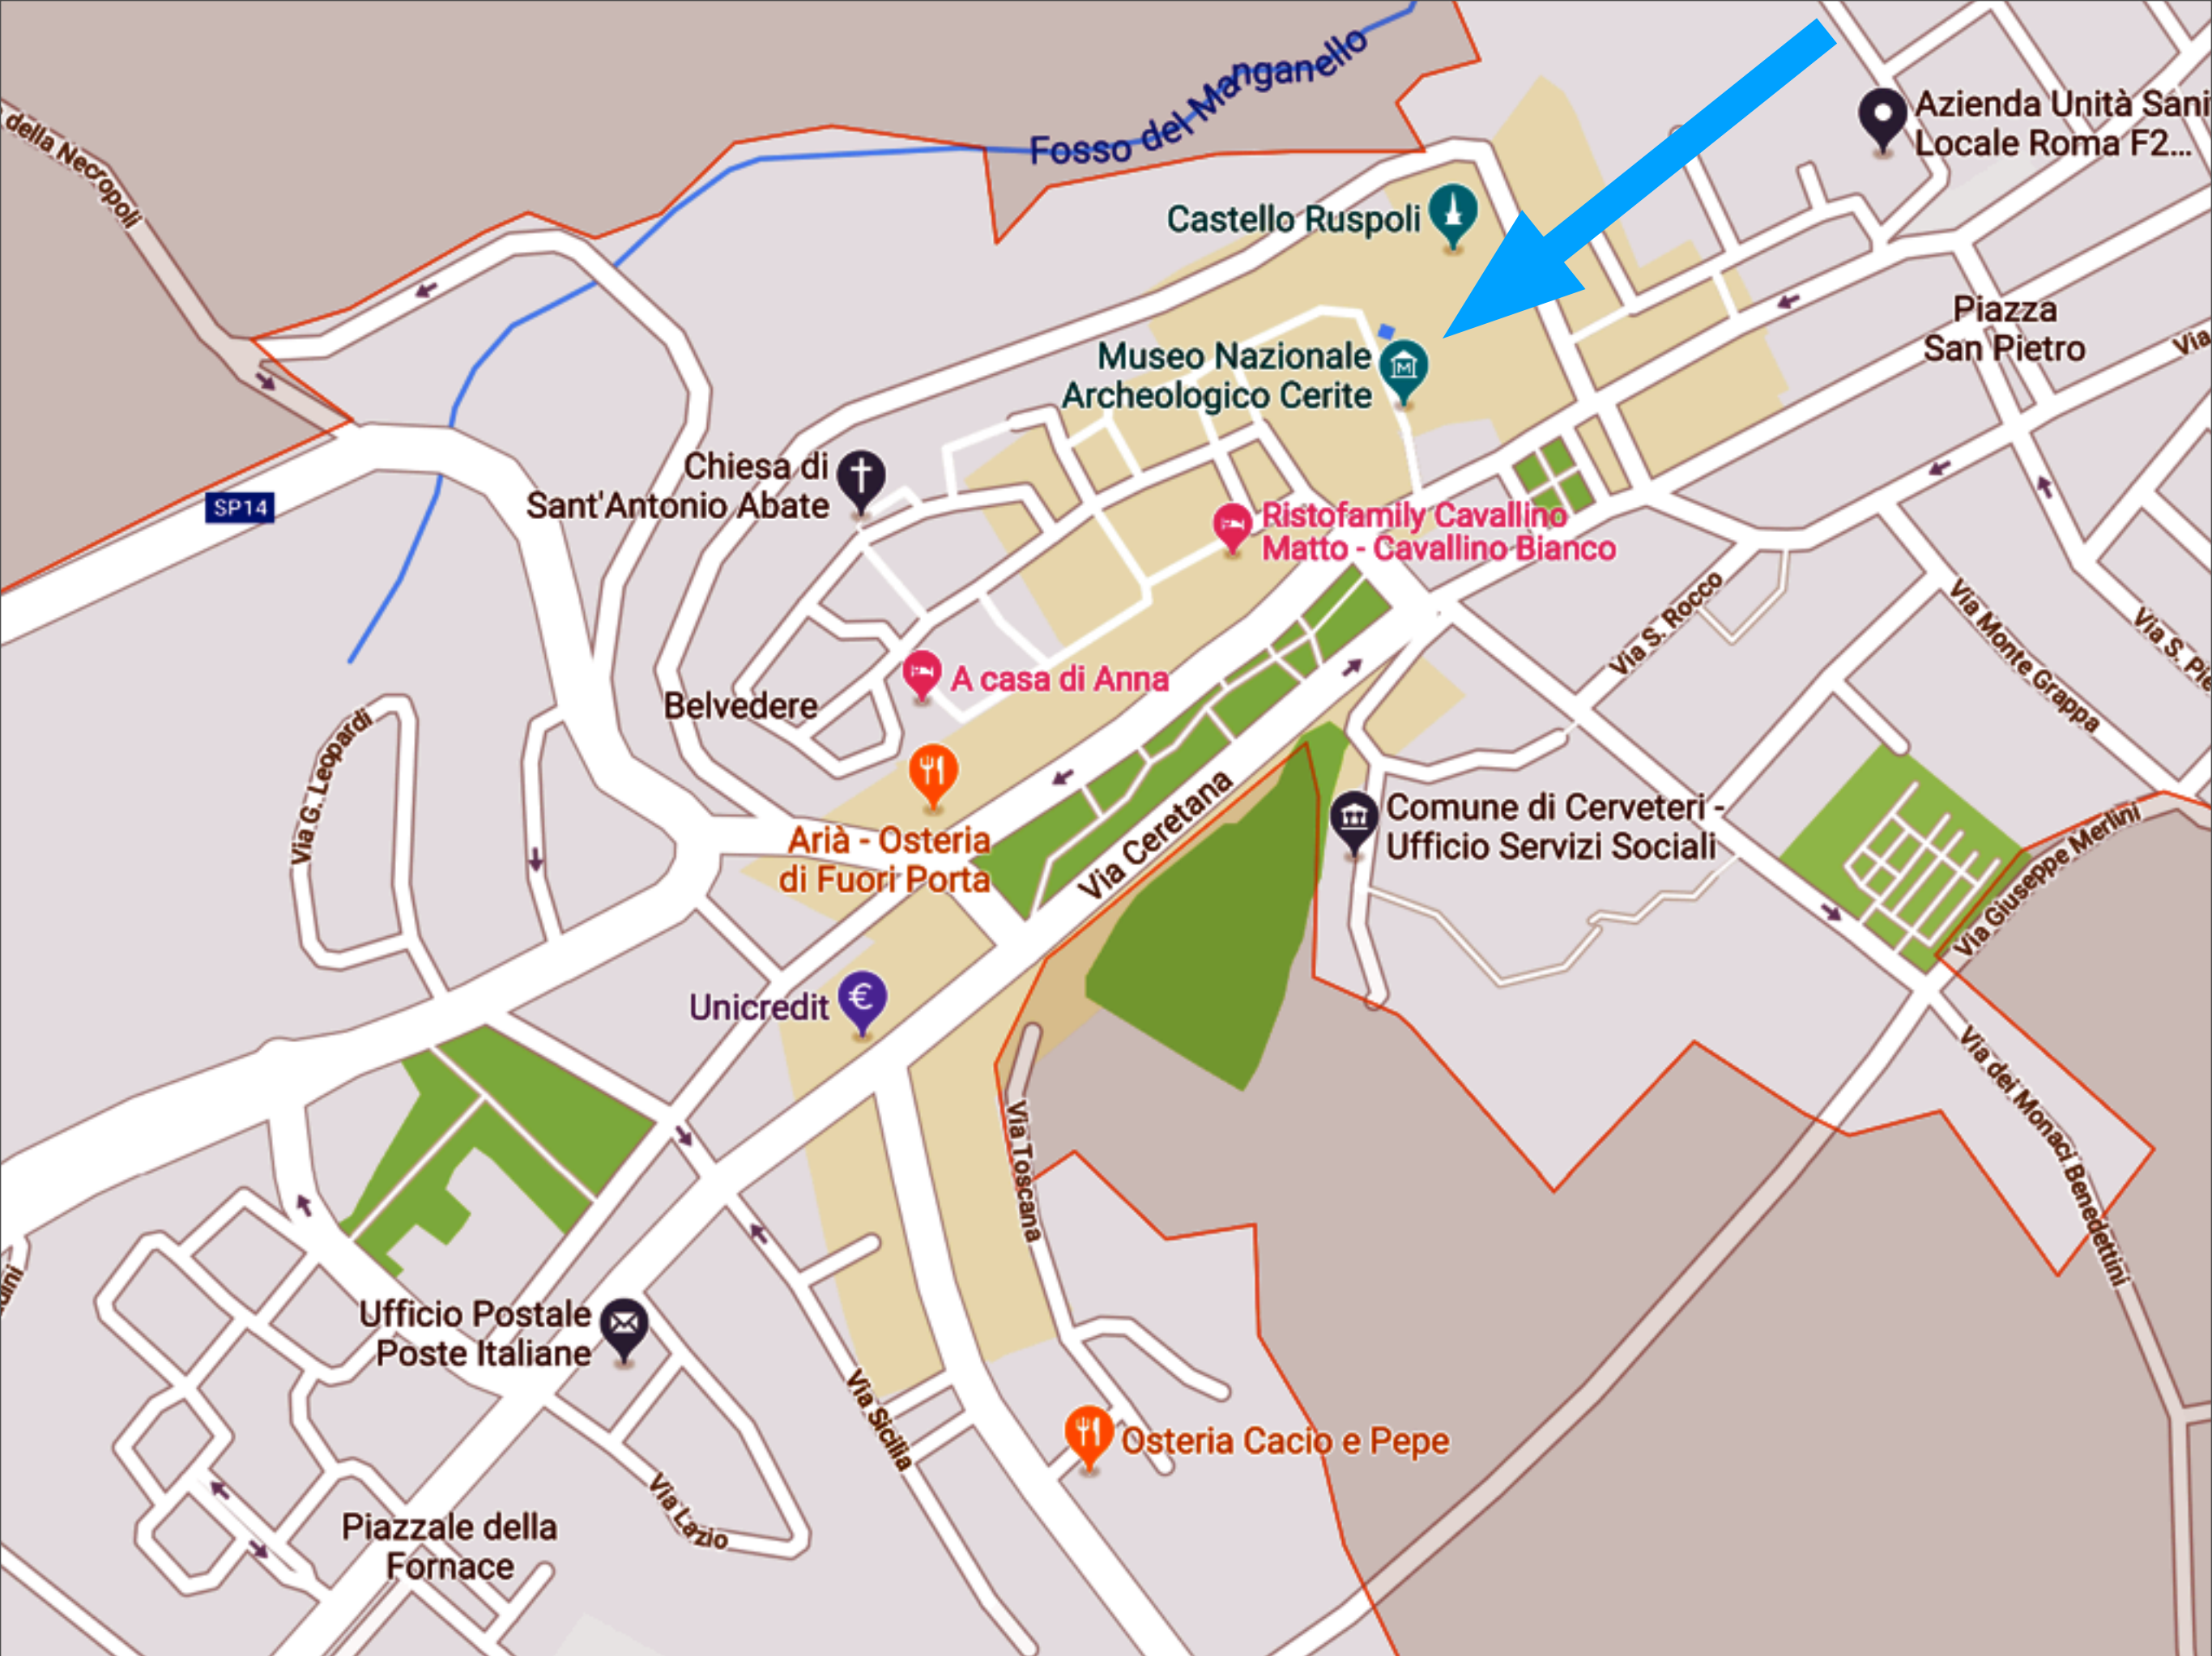 della Necropoli
Fosso del Manganello
Azienda Unità Sani
Locale Roma F2...
Castello Ruspoli
Piazza
San Pietro
Via
Museo Nazionale
Archeologico Cerite
Chiesa di
Sant'Antonio Abate
SP14
Ristofamily Cavallino
Matto - Cavallino Bianco
Via S. Rocco
Via Monte Grappa
Via S. Pie
A casa di Anna
Belvedere
Via G. Leopardi
Via Ceretana
Comune di Cerveteri -
Ufficio Servizi Sociali
Arià - Osteria
di Fuori Porta
Via Giuseppe Merlini
Unicredit
€
Via dei Monaci Benedettini
Via Toscana
Ufficio Postale
Poste Italiane
Via Sicilia
Osteria Cacio e Pepe
Via Lazio
Piazzale della
Fornace
M